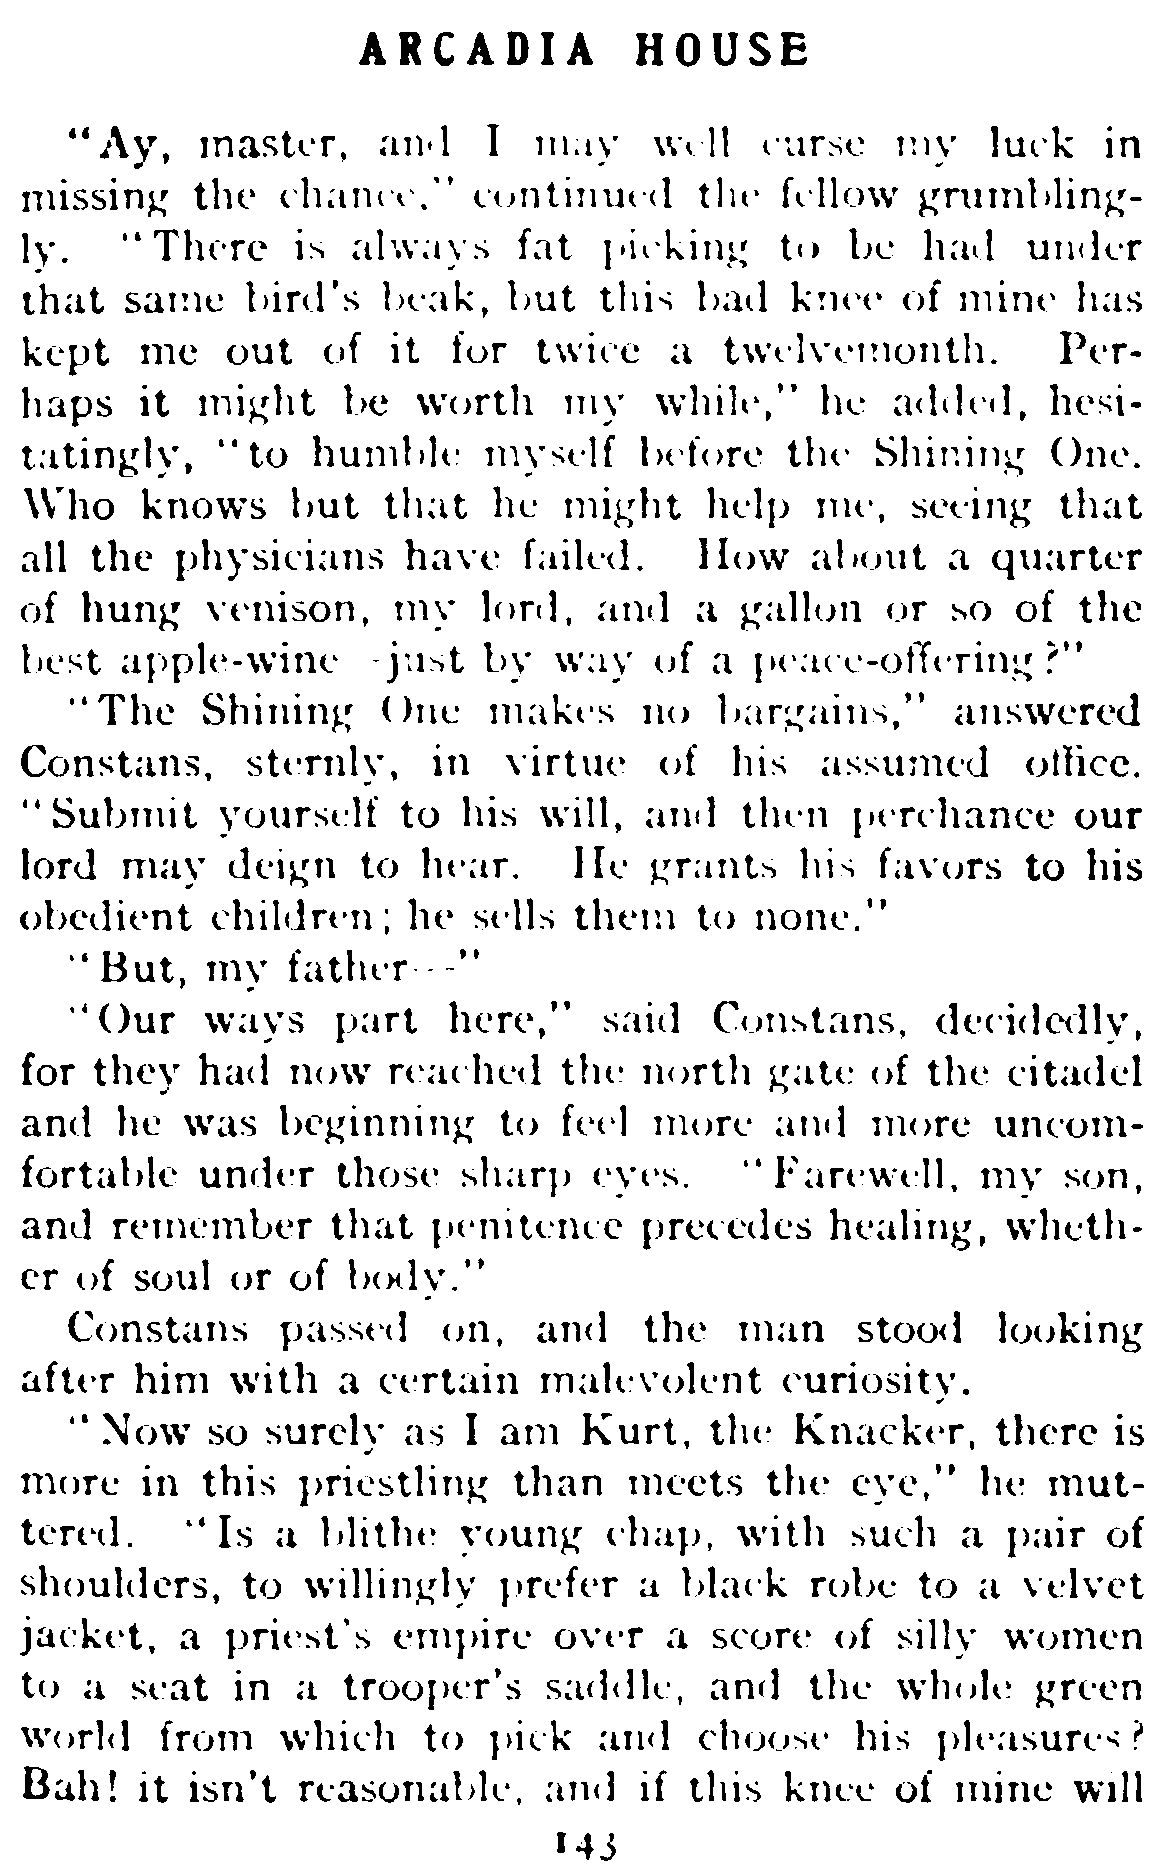 ARCADIA HOUSE
"Ay, master, and I may well curse my luck in
missing the chance," continued the fellow grumbling-
ly. "There is always fat picking to be had under
that same bird's beak, but this bad knee of mine has
kept me out of it for twice a twelvemonth. Per-
haps it might be worth my while," he added, hesi-
tatingly, "to humble myself before the Shining One.
Who knows but that he might help me, seeing that
all the physicians have failed. How about a quarter
of hung venison, my lord, and a gallon or so of the
best apple-wine—just by way of a peace-offering?"
"The Shining One makes no bargains," answered
Constans, sternly, in virtue of his assumed office.
"Submit yourself to his will, and then perchance our
lord may deign to hear. He grants his favors to his
obedient children; he sells them to none."
"But, my father—"
"Our ways part here," said Constans, decidedly,
for they had now reached the north gate of the citadel
and he was beginning to feel more and more uncom-
fortable under those sharp eyes. "Farewell, my son,
and remember that penitence precedes healing, wheth-
er of soul or of body."
Constans passed on, and the man stood looking
after him with a certain malevolent curiosity.
"Now so surely as I am Kurt, the Knacker, there is
more in this priestling than meets the eye," he mut-
tered. "Is a blithe young chap, with such a pair of
shoulders, to willingly prefer a black robe to a velvet
jacket, a priest's empire over a score of silly women
to a seat in a trooper's saddle, and the whole green
world from which to pick and choose his pleasures?
Bah! it isn't reasonable, and if this knee of mine will
143